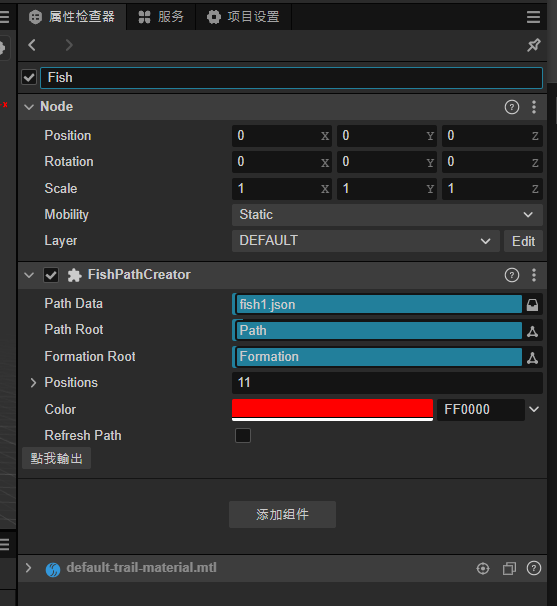 属性检查器 服务 项目设置
Fish
Node
Position 0 X 0 Y 0 Z
Rotation 0 X 0 Y 0 Z
Scale 1 X 1 Y 1 Z
Mobility Static
Layer DEFAULT Edit
FishPathCreator
Path Data fish1.json
Path Root Path
Formation Root Formation
Positions 11
Color FF0000
Refresh Path
點我輸出
添加组件
default-trail-material.mtl